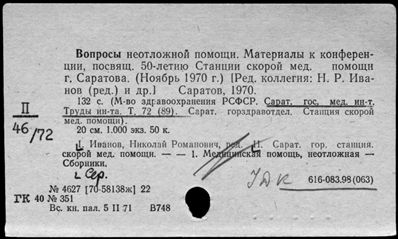 Вопросы неотложной помощи. Материалы к конферен-
ции, посвящ. 50-летию Станции скорой мед. помощи
г. Саратова. (Ноябрь 1970 г.) [Ред. коллегия: Н. Р. Ива-
нов (ред.) и др.] Саратов, 1970.
132 с. (М-во здравоохранения РСФСР. Сарат. гос. мед. ин-т.
Труды ин-та. Т. 72 (89). Сарат. горздравотдел. Станция скорой
мед. помощи).
II
46/72
20 см. 1.000 экз. 50 к.
I. Иванов, Николай Романович, ред. II. Сарат. гор. станция.
скорой мед. помощи. — — 1. Медицинская помощь, неотложная —
Сборники.
с. Сер.
№ 4627 [70-58138ж] 22
УДК 616-083.98(063)
ГК 40 № 351
Вс. кн. пал. 5 II 71 В748